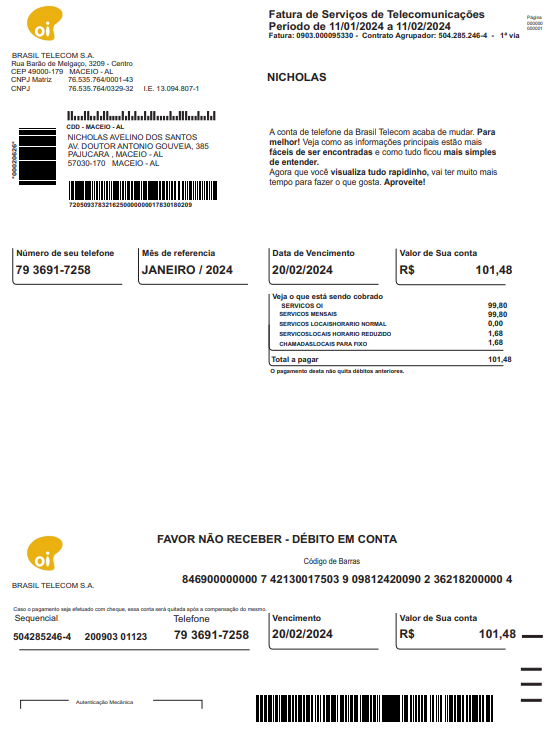 oi
BRASIL TELECOM S.A.
Rua Barão de Melgaço, 3209 - Centro
CEP 49000-179 MACEIO - AL
CNPJ Matriz 76.535.764/0001-43
CNPJ 76.535.764/0329-32 I.E. 13.094.807-1
Fatura de Serviços de Telecomunicações
Periodo de 11/01/2024 a 11/02/2024
Fatura: 0903.000095330 - Contrato Agrupador: 504.285.246-4 - 1ª via
Página
NICHOLAS
CDD - MACEIO - AL
NICHOLAS AVELINO DOS SANTOS
AV. DOUTOR ANTONIO GOUVEIA, 385
PAJUCARA , MACEIO - AL
57030-170 MACEIO - AL
*00020626*
7205093783216250000000017830180209
A conta de telefone da Brasil Telecom acaba de mudar. Para
melhor! Veja como as informações principais estão mais
fáceis de ser encontradas e como tudo ficou mais simples
de entender.
Agora que você visualiza tudo rapidinho, vai ter muito mais
tempo para fazer o que gosta. Aproveite!
Número de seu telefone
79 3691-7258
Mês de referencia
JANEIRO / 2024
Data de Vencimento
20/02/2024
Valor de Sua conta
R$ 101,48
Veja o que está sendo cobrado
SERVICOS OI 99,80
SERVICOS MENSAIS 99,80
SERVICOS LOCAISHORARIO NORMAL 0,00
SERVICOSLOCAIS HORARIO REDUZIDO 1,68
CHAMADASLOCAIS PARA FIXO 1,68
Total a pagar 101,48
O pagamento desta não quita débitos anteriores.
oi
BRASIL TELECOM S.A.
FAVOR NÃO RECEBER - DÉBITO EM CONTA
Código de Barras
846900000000 7 42130017503 9 09812420090 2 36218200000 4
Caso o pagamento seja efetuado com cheque, essa conta será quitada após a compensação do mesmo.
Sequencial
504285246-4 200903 01123
Telefone
79 3691-7258
Vencimento
20/02/2024
Valor de Sua conta
R$ 101,48
Autenticação Mecânica